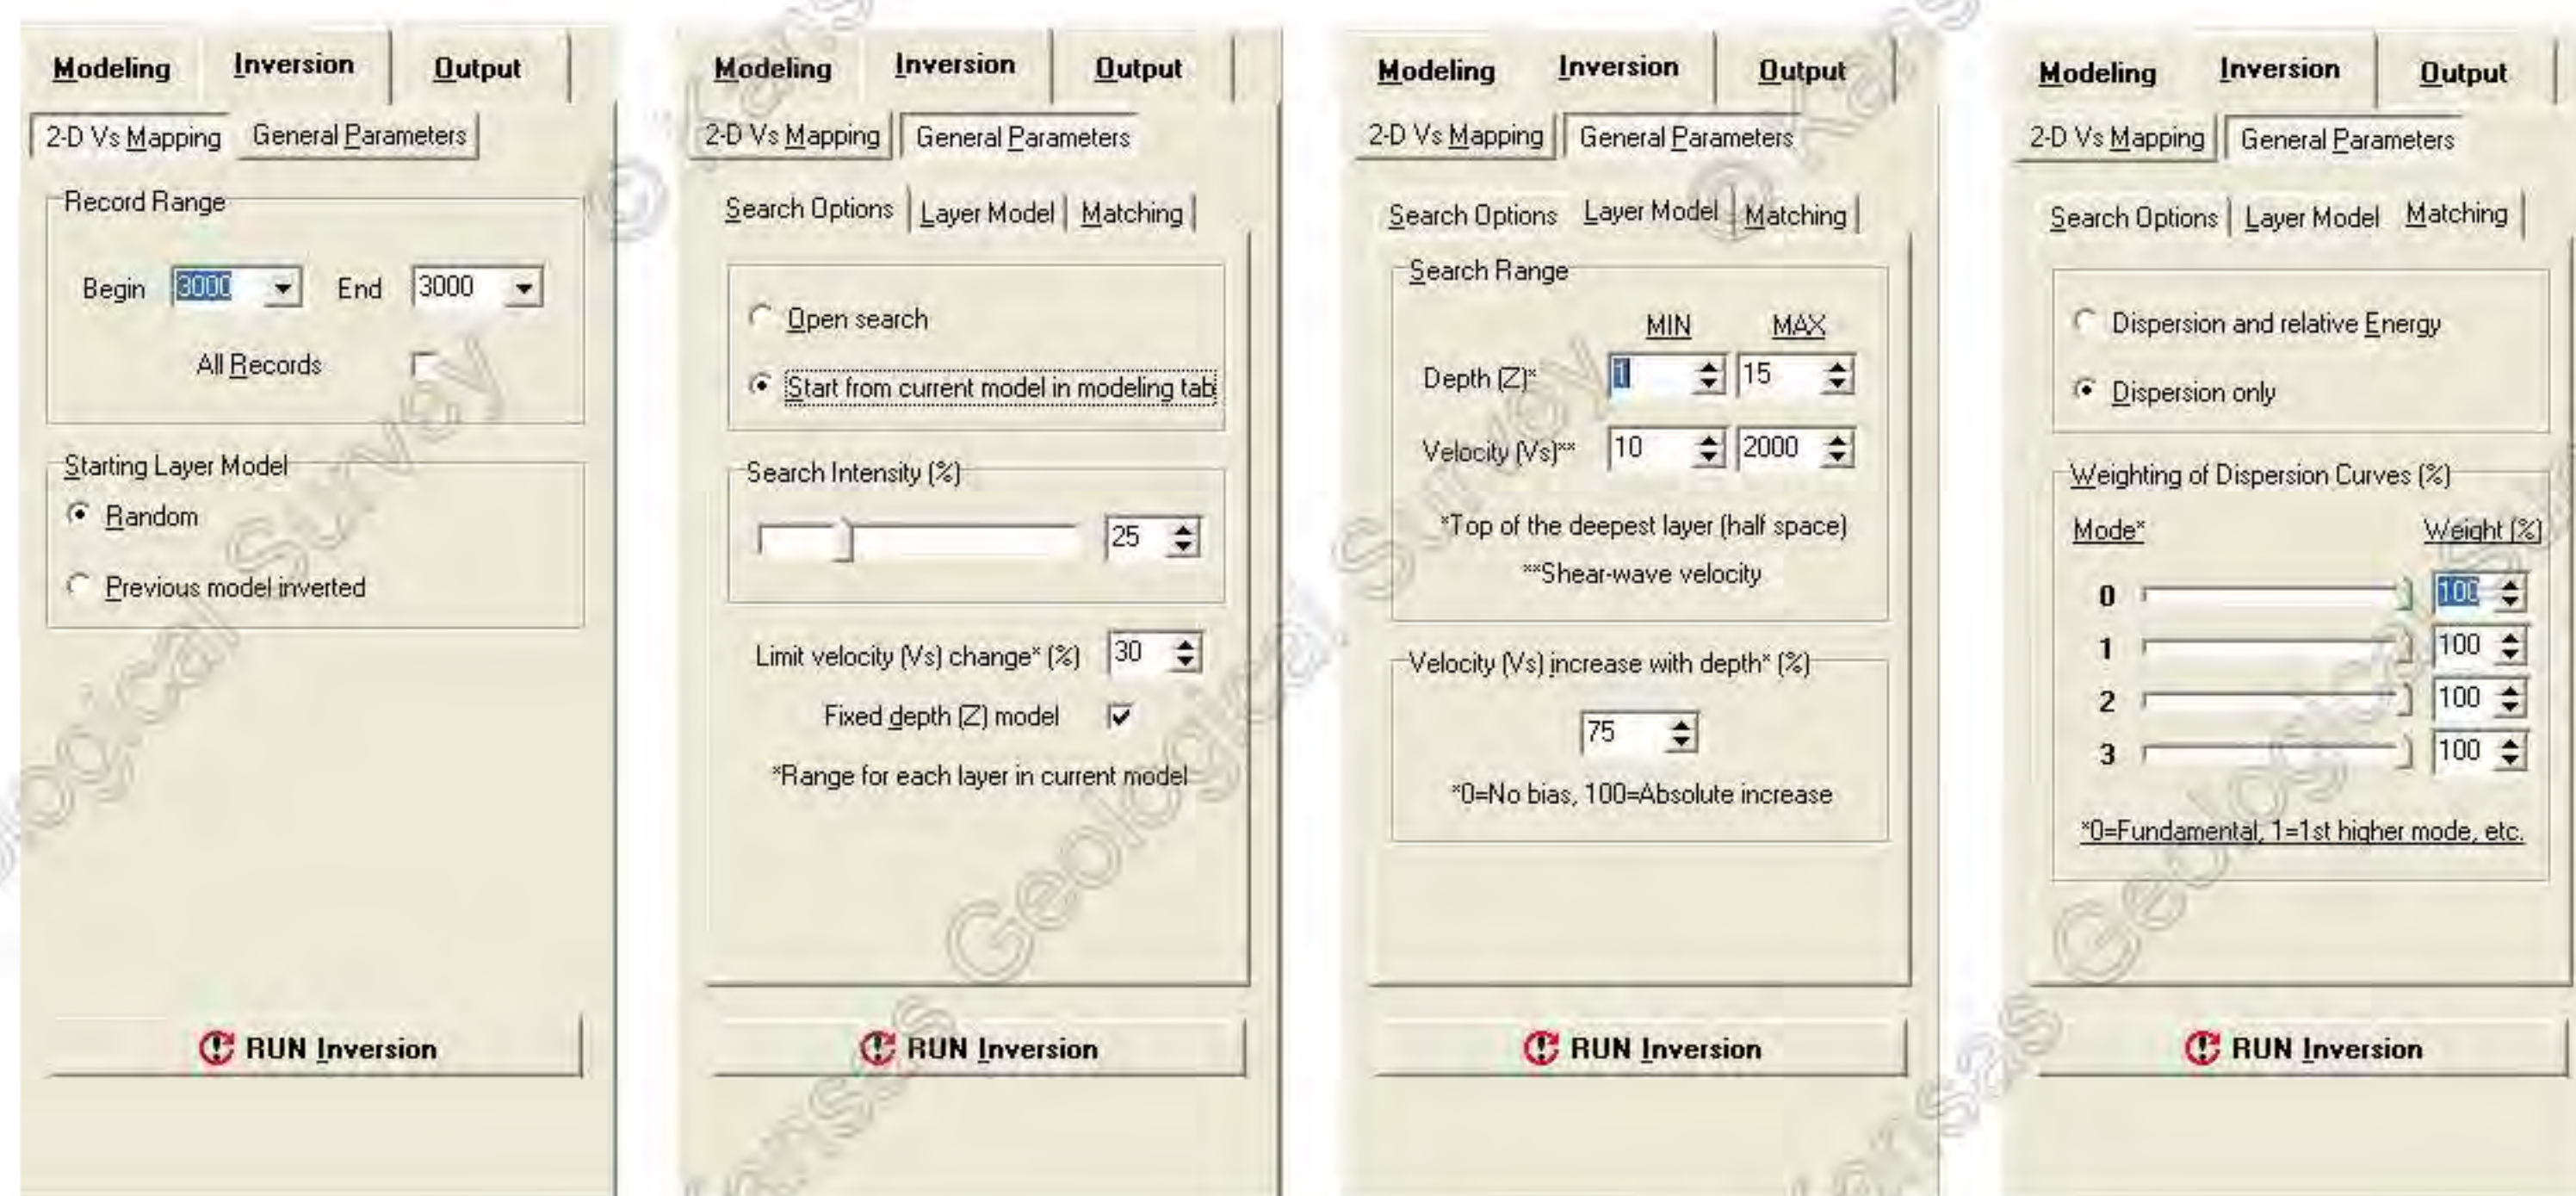 Modeling Inversion Output
2-D Vs Mapping General Parameters
Record Range
Begin 3000 End 3000
All Records
Starting Layer Model
Random
Previous model inverted
RUN Inversion
Modeling Inversion Output
2-D Vs Mapping General Parameters
Search Options Layer Model Matching
Open search
Start from current model in modeling tab
Search Intensity (%)
25
Limit velocity (Vs) change* (%) 30
Fixed depth (Z) model
*Range for each layer in current model
RUN Inversion
Modeling Inversion Output
2-D Vs Mapping General Parameters
Search Options Layer Model Matching
Search Range
MIN MAX
Depth (Z)* 1 15
Velocity (Vs)** 10 2000
*Top of the deepest layer (half space)
**Shear-wave velocity
Velocity (Vs) increase with depth* (%)
75
*0=No bias, 100=Absolute increase
RUN Inversion
Modeling Inversion Output
2-D Vs Mapping General Parameters
Search Options Layer Model Matching
Dispersion and relative Energy
Dispersion only
Weighting of Dispersion Curves (%)
Mode* Weight (%)
0 100
1 100
2 100
3 100
*0=Fundamental, 1=1st higher mode, etc.
RUN Inversion
© Kansas Geological Survey